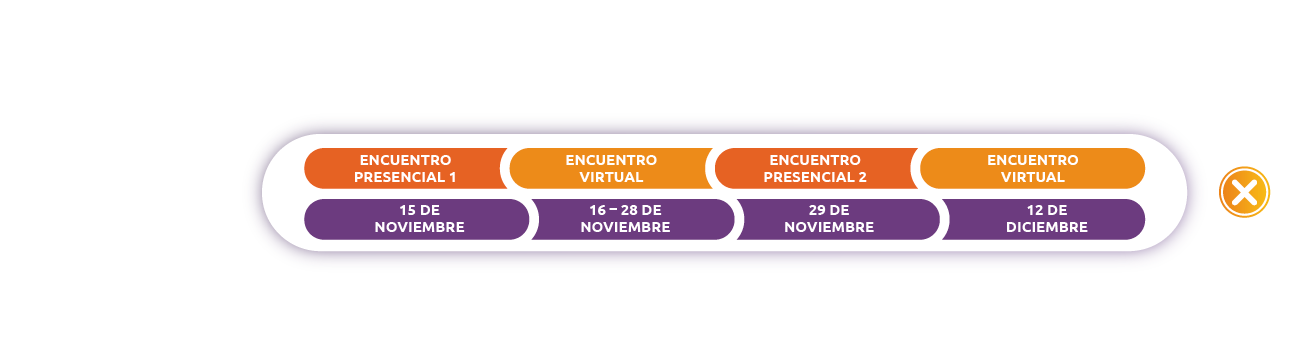 ENCUENTRO
PRESENCIAL 1
ENCUENTRO
VIRTUAL
ENCUENTRO
PRESENCIAL 2
ENCUENTRO
VIRTUAL
15 DE
NOVIEMBRE
16 – 28 DE
NOVIEMBRE
29 DE
NOVIEMBRE
12 DE
DICIEMBRE